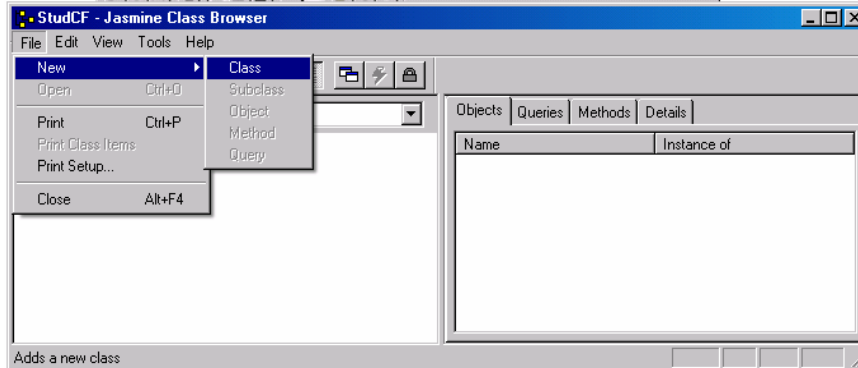 StudCF - Jasmine Class Browser
File Edit View Tools Help
New
Open Ctrl+O
Print Ctrl+P
Print Class Items
Print Setup...
Close Alt+F4
Class
Subclass
Object
Method
Query
Objects Queries Methods Details
Name Instance of
Adds a new class